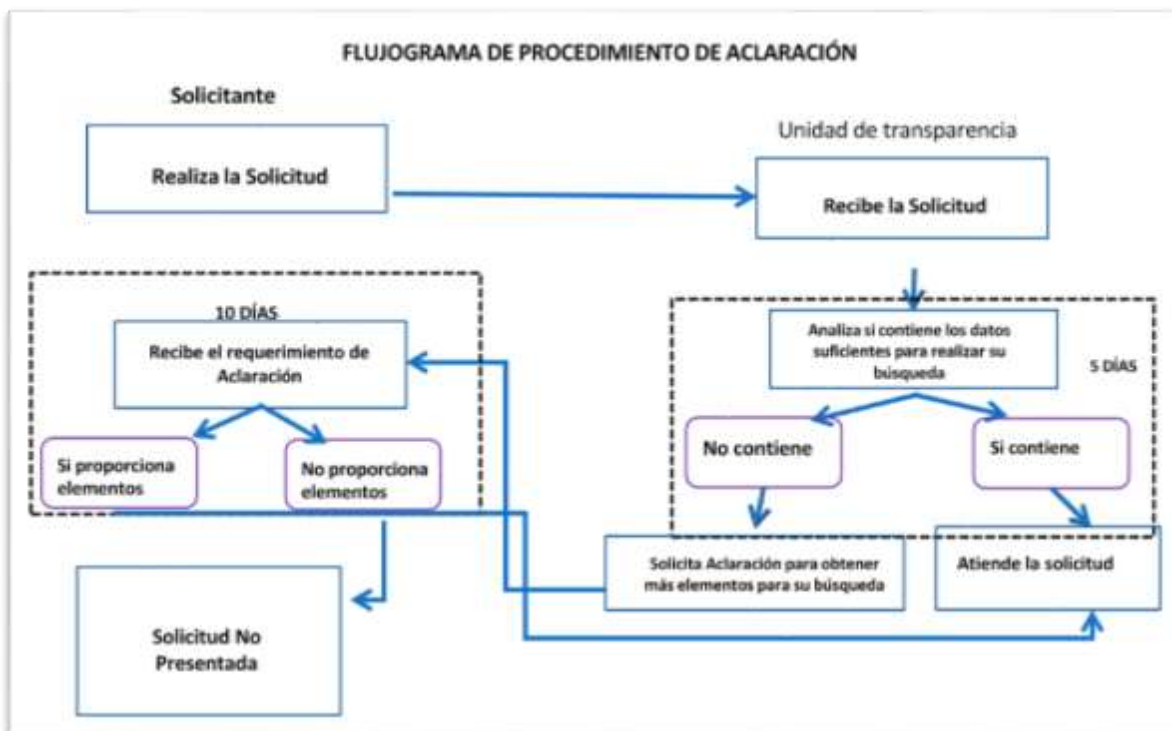 FLUJOGRAMA DE PROCEDIMIENTO DE ACLARACIÓN
Solicitante
Realiza la Solicitud
Unidad de transparencia
Recibe la Solicitud
10 DÍAS
Recibe el requerimiento de
Aclaración
Analiza si contiene los datos
suficientes para realizar su
búsqueda
5 DÍAS
No contiene
Si contiene
Si proporciona
elementos
No proporciona
elementos
Solicita Aclaración para obtener
más elementos para su búsqueda
Atiende la solicitud
Solicitud No
Presentada